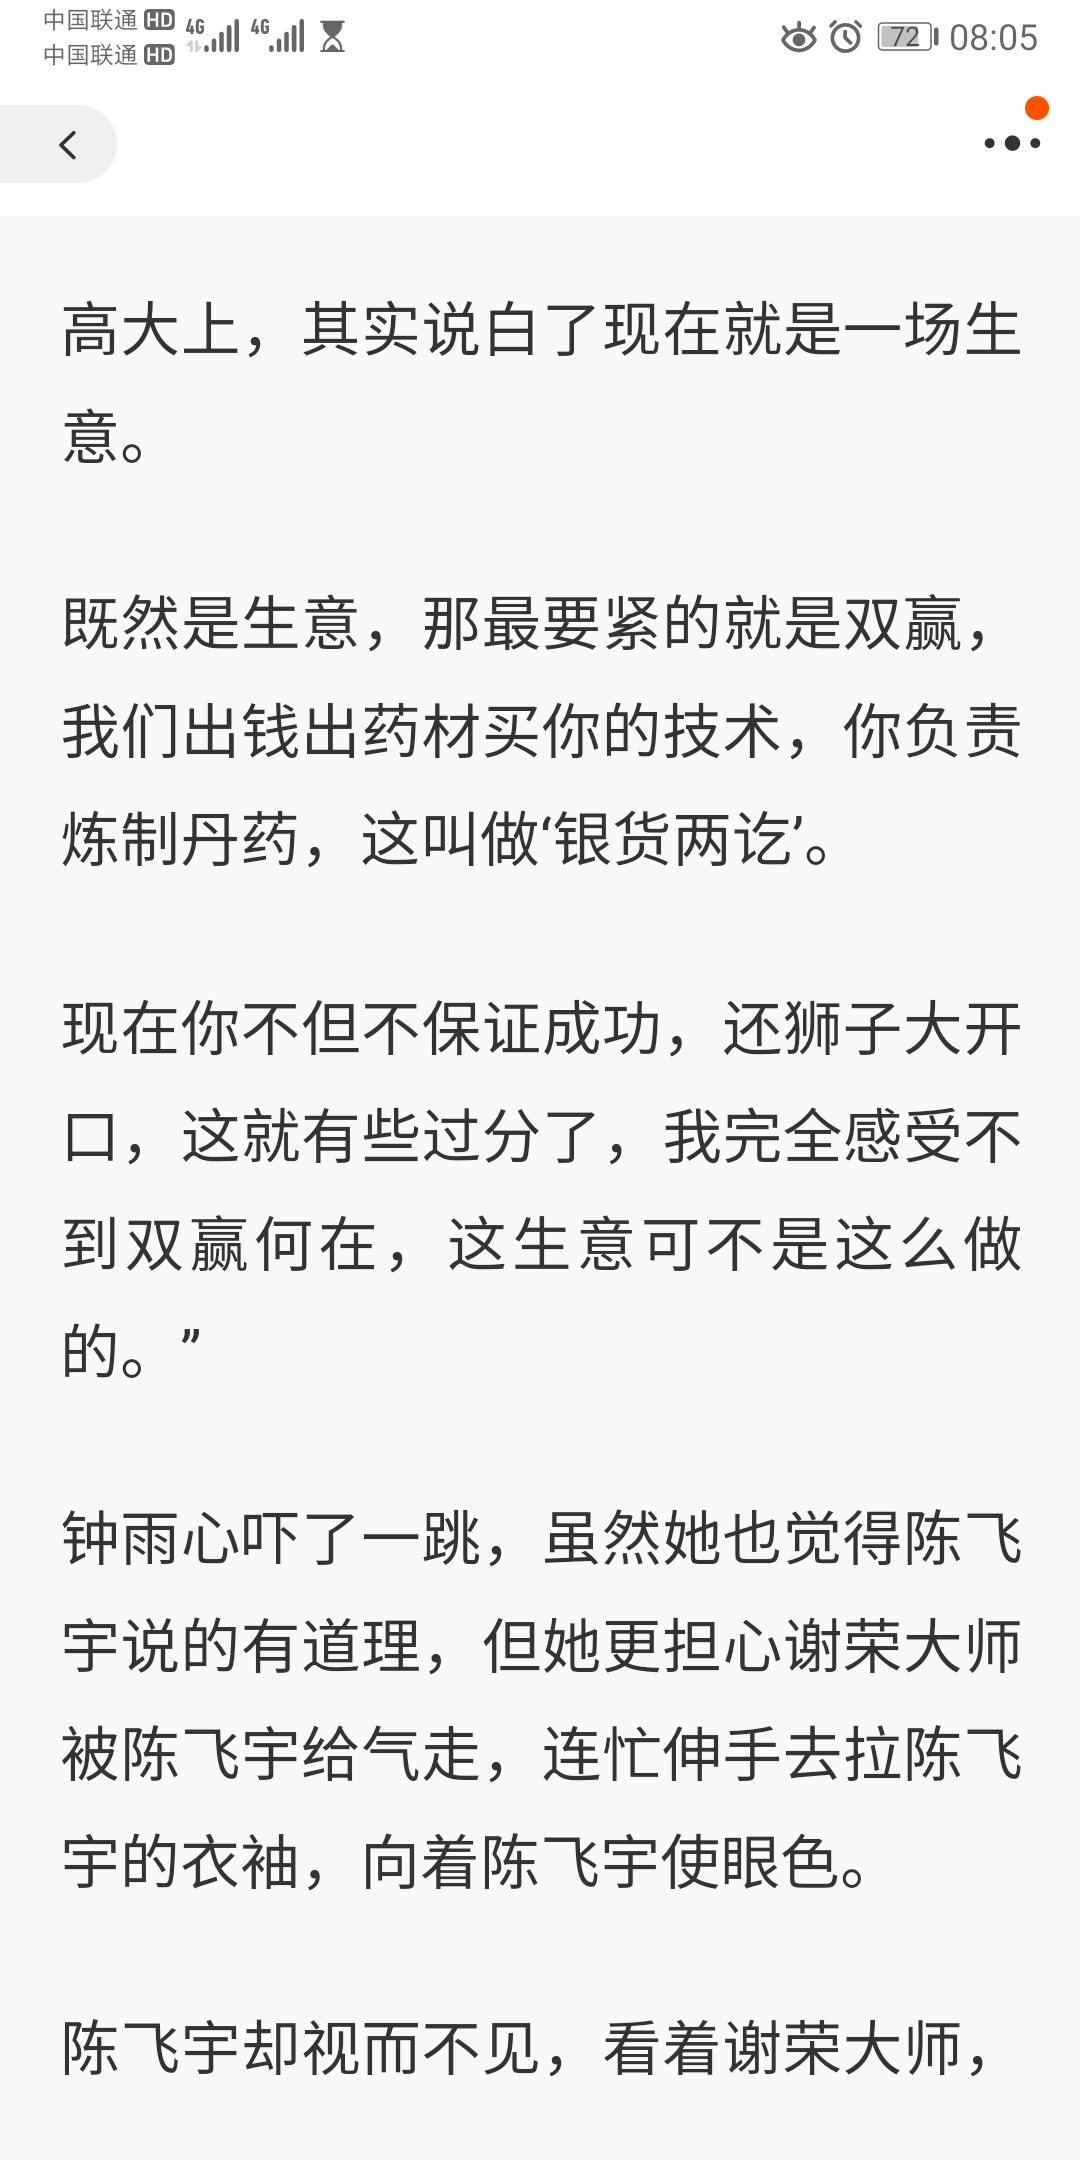 中国联通 HD 4G 4G 72 08:05
中国联通 HD
高大上，其实说白了现在就是一场生
意。
既然是生意，那最要紧的就是双赢，
我们出钱出药材买你的技术，你负责
炼制丹药，这叫做‘银货两讫’。
现在你不但不保证成功，还狮子大开
口，这就有些过分了，我完全感受不
到双赢何在，这生意可不是这么做
的。”
钟雨心吓了一跳，虽然她也觉得陈飞
宇说的有道理，但她更担心谢荣大师
被陈飞宇给气走，连忙伸手去拉陈飞
宇的衣袖，向着陈飞宇使眼色。
陈飞宇却视而不见，看着谢荣大师，